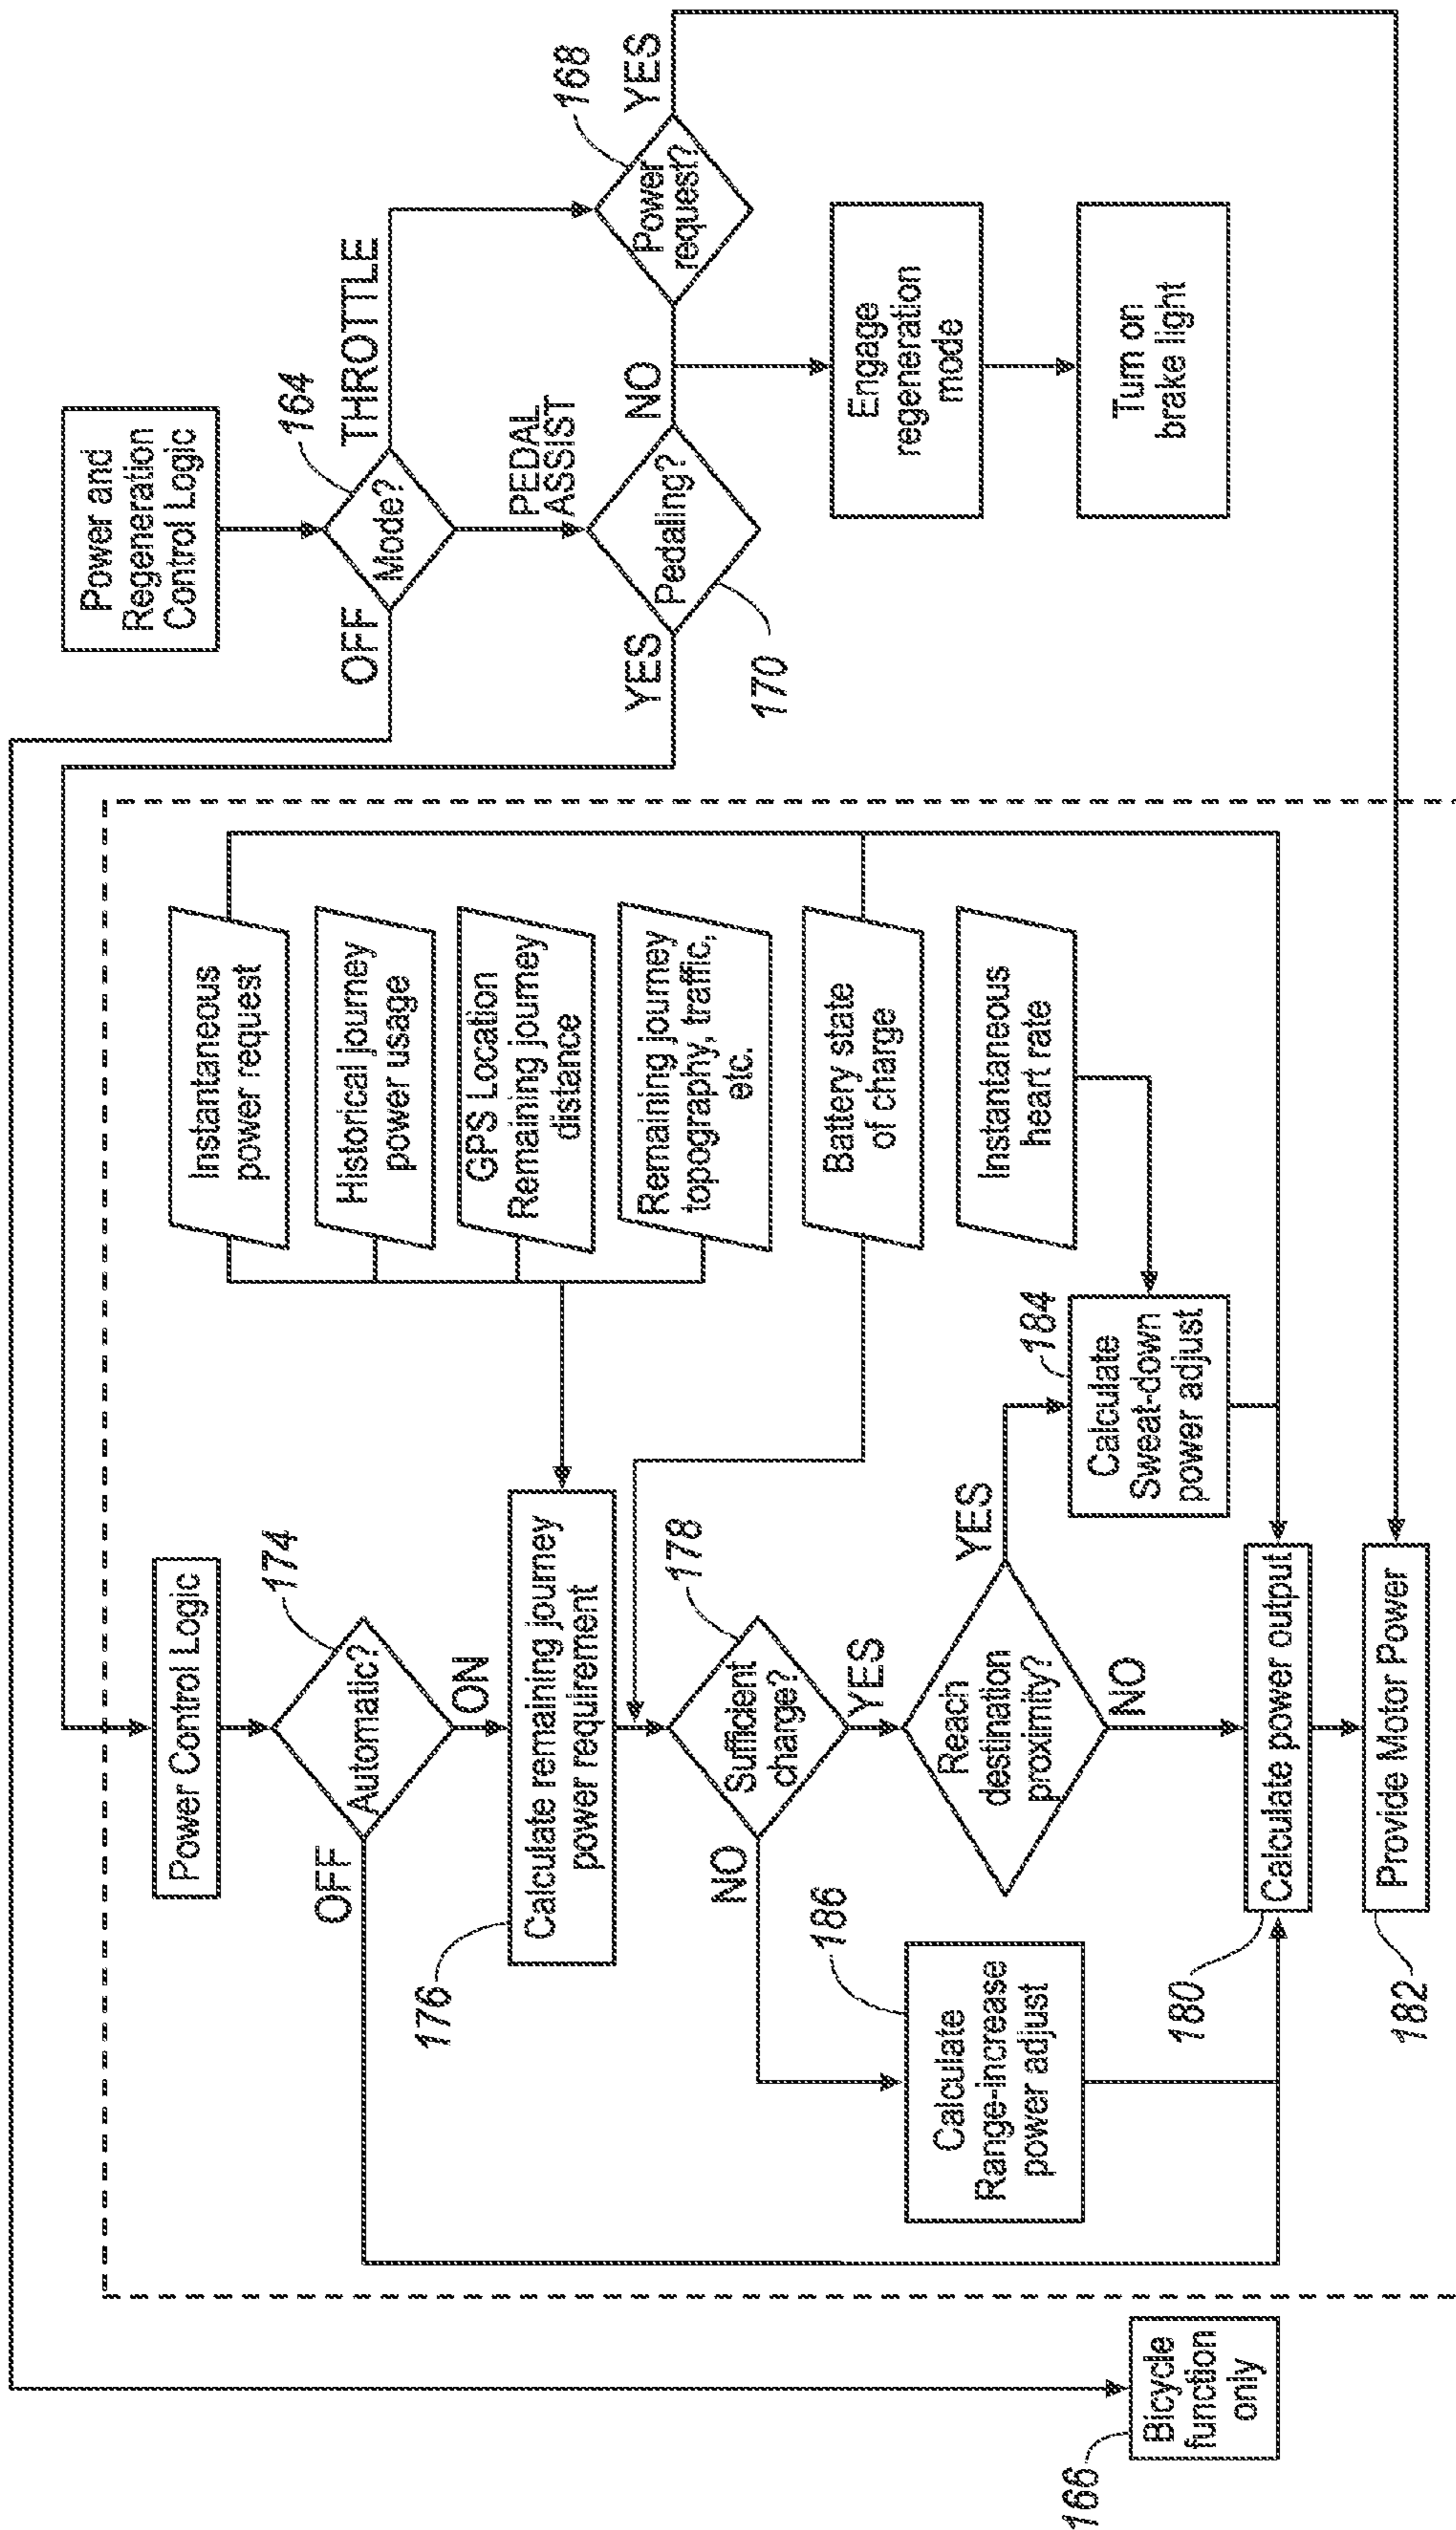 Power and
Regeneration
Control Logic
164
Mode?
OFF
THROTTLE
PEDAL
ASSIST
168
Power
request?
YES
NO
Pedaling?
YES
170
Engage
regeneration
mode
Turn on
brake light
Power Control Logic
174
Automatic?
OFF
ON
Instantaneous
power request
Historical journey
power usage
GPS Location
Remaining journey
distance
Remaining journey
topography, traffic,
etc.
Battery state
of charge
Instantaneous
heart rate
176
Calculate remaining journey
power requirement
178
Sufficient
charge?
NO
YES
186
Calculate
Range-increase
power adjust
Reach
destination
proximity?
YES
NO
184
Calculate
Sweat-down
power adjust
180
Calculate power output
182
Provide Motor Power
166
Bicycle
function
only